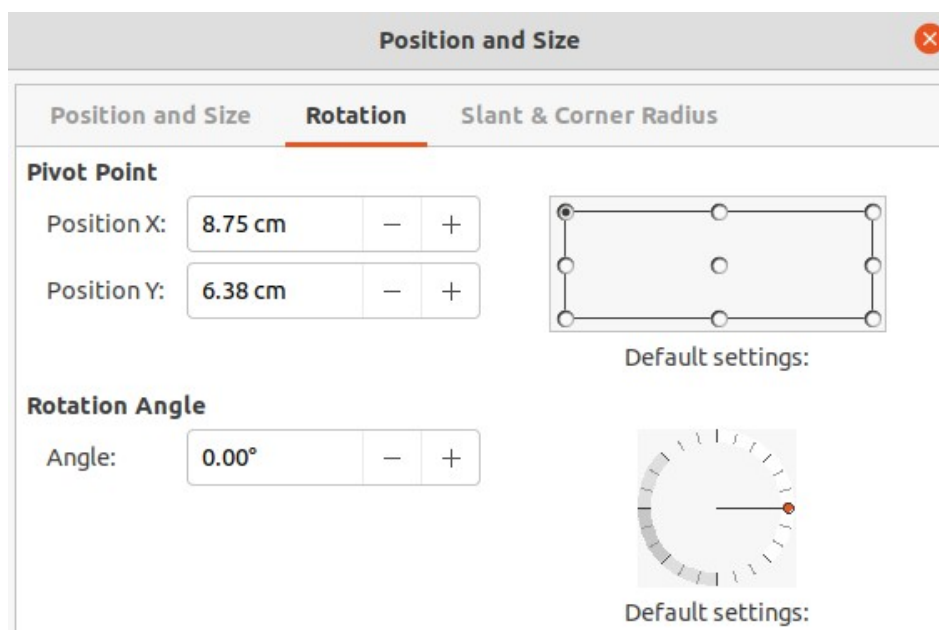 Position and Size
Position and Size Rotation Slant & Corner Radius
Pivot Point
Position X: 8.75 cm − +
Position Y: 6.38 cm − +
Default settings:
Rotation Angle
Angle: 0.00° − +
Default settings: